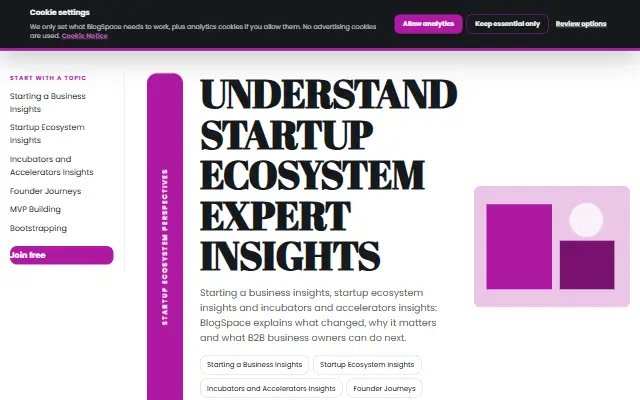 Cookie settings
We only set what BlogSpace needs to work, plus analytics cookies if you allow them. No advertising cookies
are used. Cookie Notice
Allow analytics
Keep essential only
Review options
START WITH A TOPIC
Starting a Business
Insights
Startup Ecosystem
Insights
Incubators and
Accelerators Insights
Founder Journeys
MVP Building
Bootstrapping
Join free
STARTUP ECOSYSTEM PERSPECTIVES
UNDERSTAND
STARTUP
ECOSYSTEM
EXPERT
INSIGHTS
Starting a business insights, startup ecosystem
insights and incubators and accelerators insights:
BlogSpace explains what changed, why it matters
and what B2B business owners can do next.
Starting a Business Insights
Startup Ecosystem Insights
Incubators and Accelerators Insights
Founder Journeys